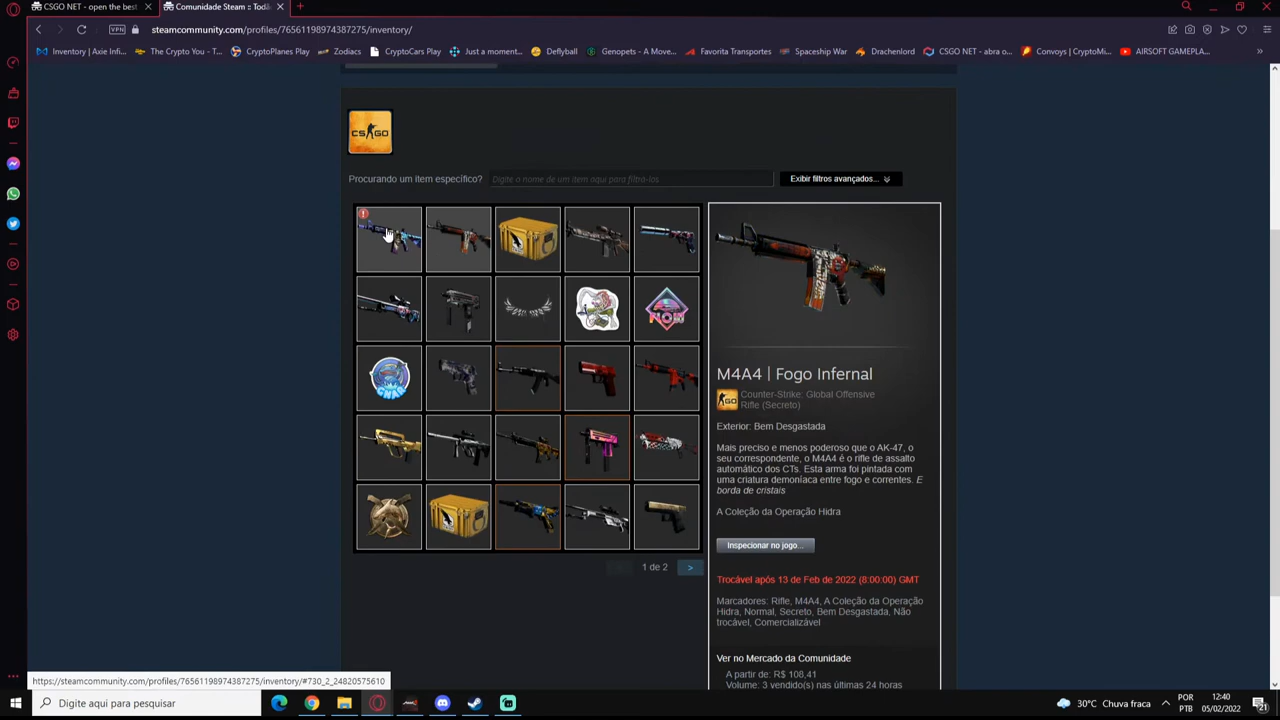 CSGO NET - open the best
Comunidade Steam :: Todâ
VPN
steamcommunity.com/profiles/76561198974387275/inventory/
Inventory | Axie Infi...
The Crypto You - T...
CryptoPlanes Play
Zodiacs
CryptoCars Play
Just a moment...
Deflyball
Genopets - A Move...
Favorita Transportes
Spaceship War
Drachenlord
CSGO NET - abra o...
Convoys | CryptoMi...
AIRSOFT GAMEPLA...
CS GO
Procurando um item específico?
Digite o nome de um item aqui para filtrá-los
Exibir filtros avançados...
M4A4 | Fogo Infernal
Counter-Strike: Global Offensive
Rifle (Secreto)
Exterior: Bem Desgastada
Mais preciso e menos poderoso que o AK-47, o
seu correspondente, o M4A4 é o rifle de assalto
automático dos CTs. Esta arma foi pintada com
uma criatura demoníaca entre fogo e correntes. E
borda de cristais
A Coleção da Operação Hidra
Inspecionar no jogo...
1 de 2
>
Trocável após 13 de Feb de 2022 (8:00:00) GMT
Marcadores: Rifle, M4A4, A Coleção da Operação
Hidra, Normal, Secreto, Bem Desgastada, Não
trocável, Comercializável
Ver no Mercado da Comunidade
A partir de: R$ 108,41
Volume: 3 vendido(s) nas últimas 24 horas
https://steamcommunity.com/profiles/76561198974387275/inventory/#730_2_24820575610
Digite aqui para pesquisar
30°C Chuva fraca
POR
PTB
12:40
05/02/2022
21